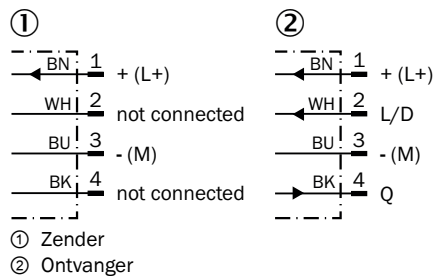 ① ②
BN 1 + (L+) BN 1 + (L+)
WH 2 not connected WH 2 L/D
BU 3 - (M) BU 3 - (M)
BK 4 not connected BK 4 Q
① Zender
② Ontvanger